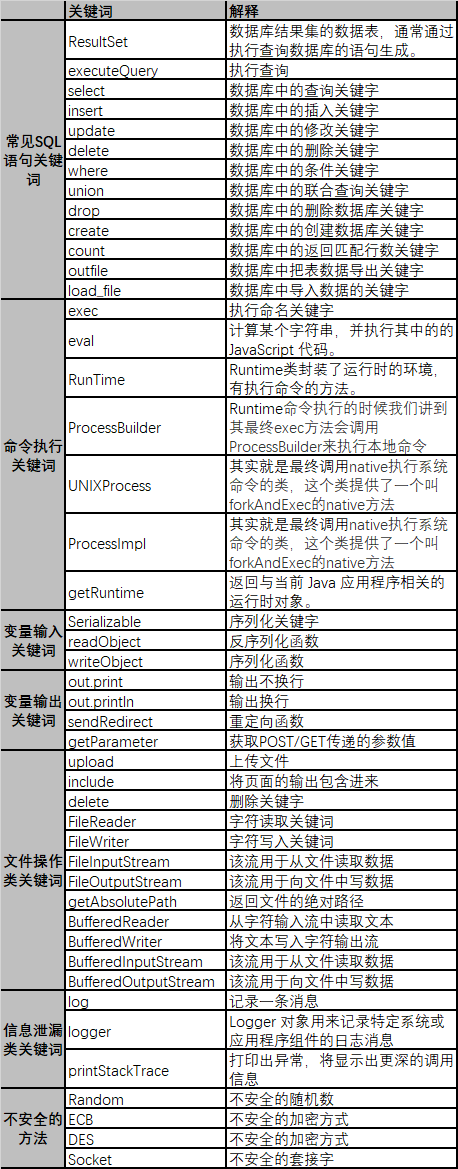 关键词 解释
常见SQL
语句关键
词
ResultSet 数据库结果集的数据表，通常通过
执行查询数据库的语句生成。
executeQuery 执行查询
select 数据库中的查询关键字
insert 数据库中的插入关键字
update 数据库中的修改关键字
delete 数据库中的删除关键字
where 数据库中的条件关键字
union 数据库中的联合查询关键字
drop 数据库中的删除数据库关键字
create 数据库中的创建数据库关键字
count 数据库中的返回匹配行数关键字
outfile 数据库中把表数据导出关键字
load_file 数据库中导入数据的关键字
命令执行
关键词
exec 执行命名关键字
eval 计算某个字符串，并执行其中的的
JavaScript 代码。
RunTime Runtime类封装了运行时的环境，
有执行命令的方法。
ProcessBuilder Runtime命令执行的时候我们讲到
其最终exec方法会调用
ProcessBuilder来执行本地命令
UNIXProcess 其实就是最终调用native执行系统
命令的类，这个类提供了一个叫
forkAndExec的native方法
ProcessImpl 其实就是最终调用native执行系统
命令的类，这个类提供了一个叫
forkAndExec的native方法
getRuntime 返回与当前 Java 应用程序相关的
运行时对象。
变量输入
关键词
Serializable 序列化关键字
readObject 反序列化函数
writeObject 序列化函数
变量输出
关键词
out.print 输出不换行
out.println 输出换行
sendRedirect 重定向函数
getParameter 获取POST/GET传递的参数值
文件操作
类关键词
upload 上传文件
include 将页面的输出包含进来
delete 删除关键字
FileReader 字符读取关键词
FileWriter 字符写入关键词
FileInputStream 该流用于从文件读取数据
FileOutputStream 该流用于向文件中写数据
getAbsolutePath 返回文件的绝对路径
BufferedReader 从字符输入流中读取文本
BufferedWriter 将文本写入字符输出流
BufferedInputStream 该流用于从文件读取数据
BufferedOutputStream 该流用于向文件中写数据
信息泄漏
类关键词
log 记录一条消息
logger Logger 对象用来记录特定系统或
应用程序组件的日志消息
printStackTrace 打印出异常，将显示出更深的调用
信息
不安全的
方法
Random 不安全的随机数
ECB 不安全的加密方式
DES 不安全的加密方式
Socket 不安全的套接字